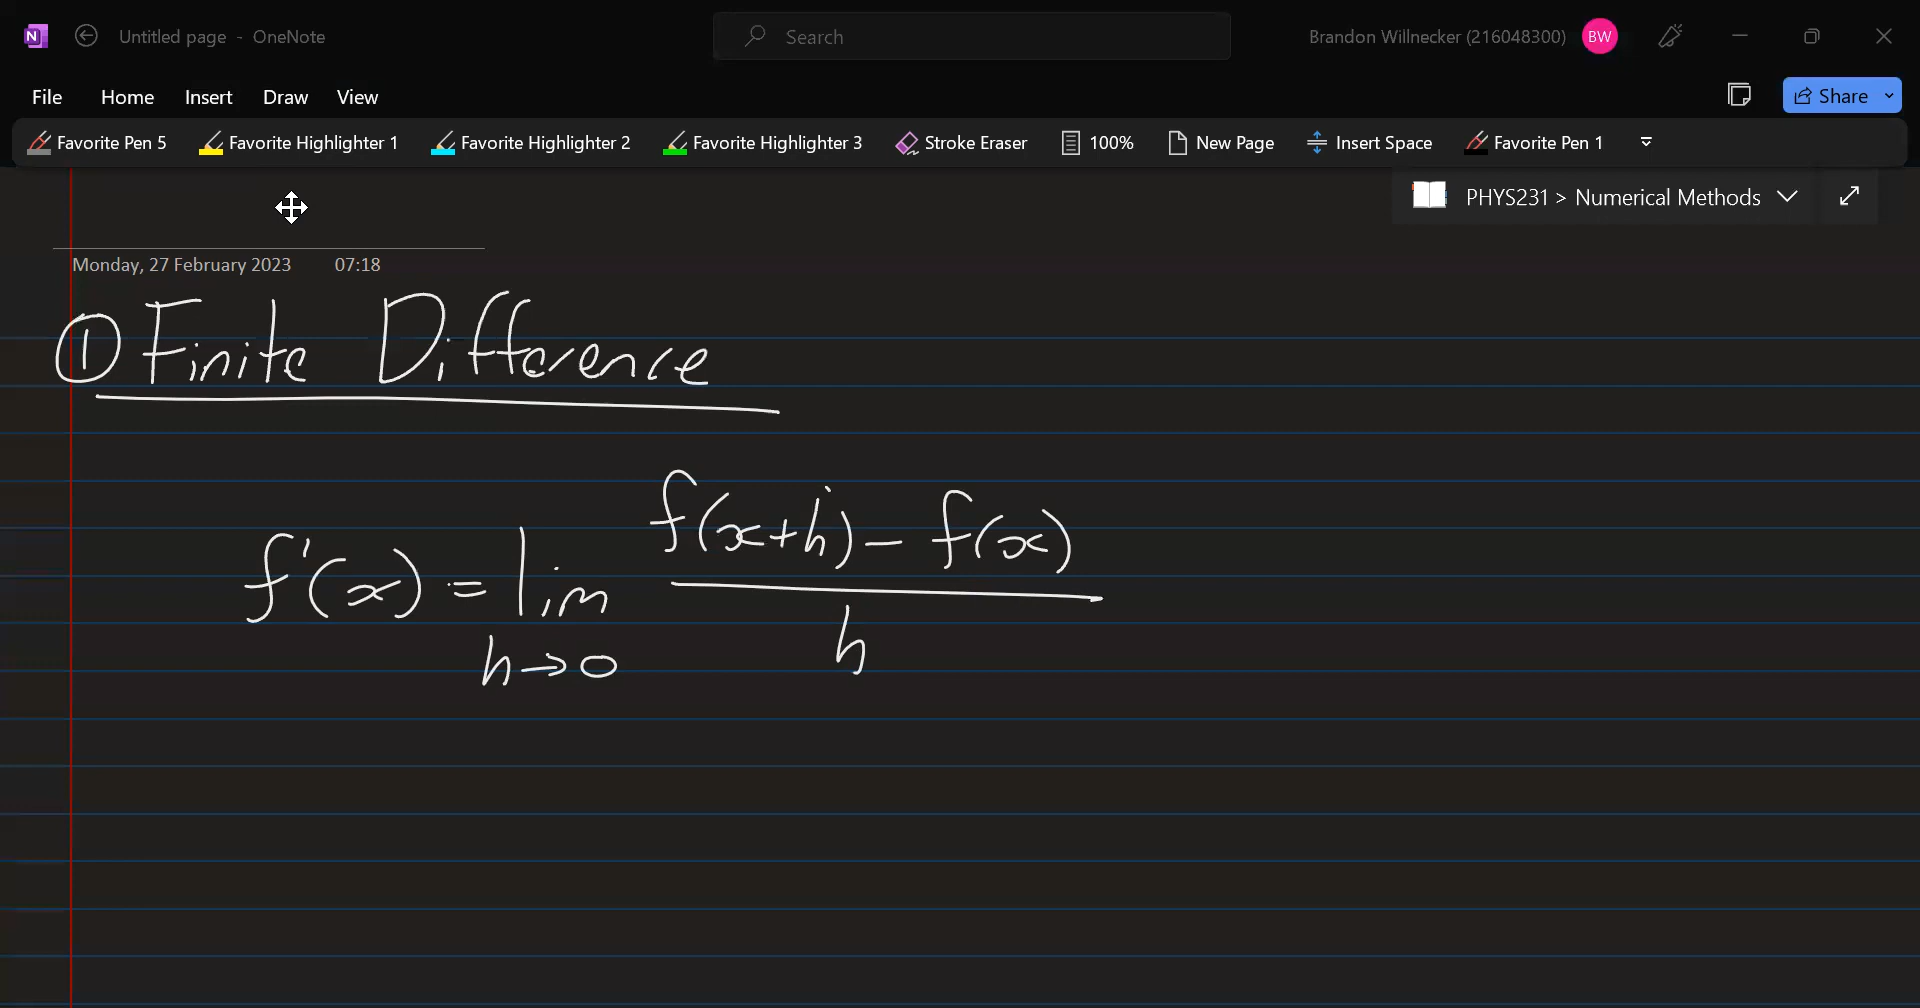 Untitled page - OneNote
Search
Brandon Willnecker (216048300) BW
File Home Insert Draw View
Share
Favorite Pen 5 Favorite Highlighter 1 Favorite Highlighter 2 Favorite Highlighter 3 Stroke Eraser 100% New Page Insert Space Favorite Pen 1
PHYS231 > Numerical Methods
Monday, 27 February 2023 07:18
① Finite Difference
f(x+h) - f(x)
f'(x) = lim
h→0 h